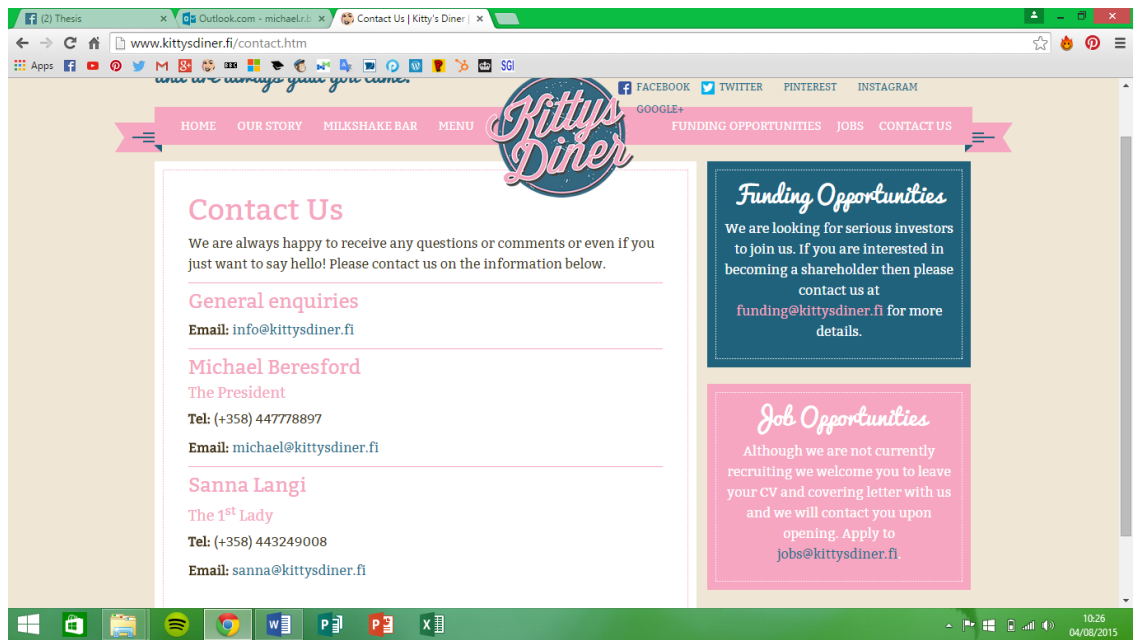 (2) Thesis
Outlook.com - michael.r.b
Contact Us | Kitty's Diner |
www.kittysdiner.fi/contact.htm
Apps
SGI
and are always glad you came.
FACEBOOK TWITTER PINTEREST INSTAGRAM
GOOGLE+
HOME OUR STORY MILKSHAKE BAR MENU
Kittys
Diner
FUNDING OPPORTUNITIES JOBS CONTACT US
Contact Us
We are always happy to receive any questions or comments or even if you
just want to say hello! Please contact us on the information below.
General enquiries
Email: info@kittysdiner.fi
Michael Beresford
The President
Tel: (+358) 447778897
Email: michael@kittysdiner.fi
Sanna Langi
The 1st Lady
Tel: (+358) 443249008
Email: sanna@kittysdiner.fi
Funding Opportunities
We are looking for serious investors
to join us. If you are interested in
becoming a shareholder then please
contact us at
funding@kittysdiner.fi for more
details.
Job Opportunities
Although we are not currently
recruiting we welcome you to leave
your CV and covering letter with us
and we will contact you upon
opening. Apply to
jobs@kittysdiner.fi.
10:26
04/08/2015